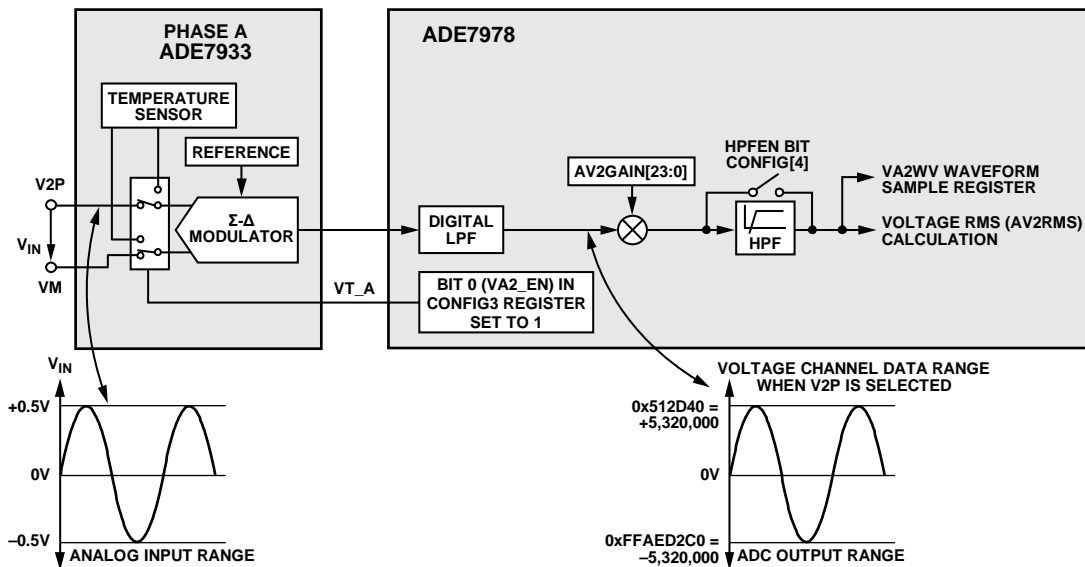 PHASE A
ADE7933
ADE7978
TEMPERATURE
SENSOR
REFERENCE
V2P
VIN
VM
Σ-Δ
MODULATOR
VT_A
DIGITAL
LPF
AV2GAIN[23:0]
HPFEN BIT
CONFIG[4]
HPF
VA2WV WAVEFORM
SAMPLE REGISTER
VOLTAGE RMS (AV2RMS)
CALCULATION
BIT 0 (VA2_EN) IN
CONFIG3 REGISTER
SET TO 1
VIN
+0.5V
0V
–0.5V
ANALOG INPUT RANGE
VOLTAGE CHANNEL DATA RANGE
WHEN V2P IS SELECTED
0x512D40 =
+5,320,000
0V
0xFFAED2C0 =
–5,320,000
ADC OUTPUT RANGE